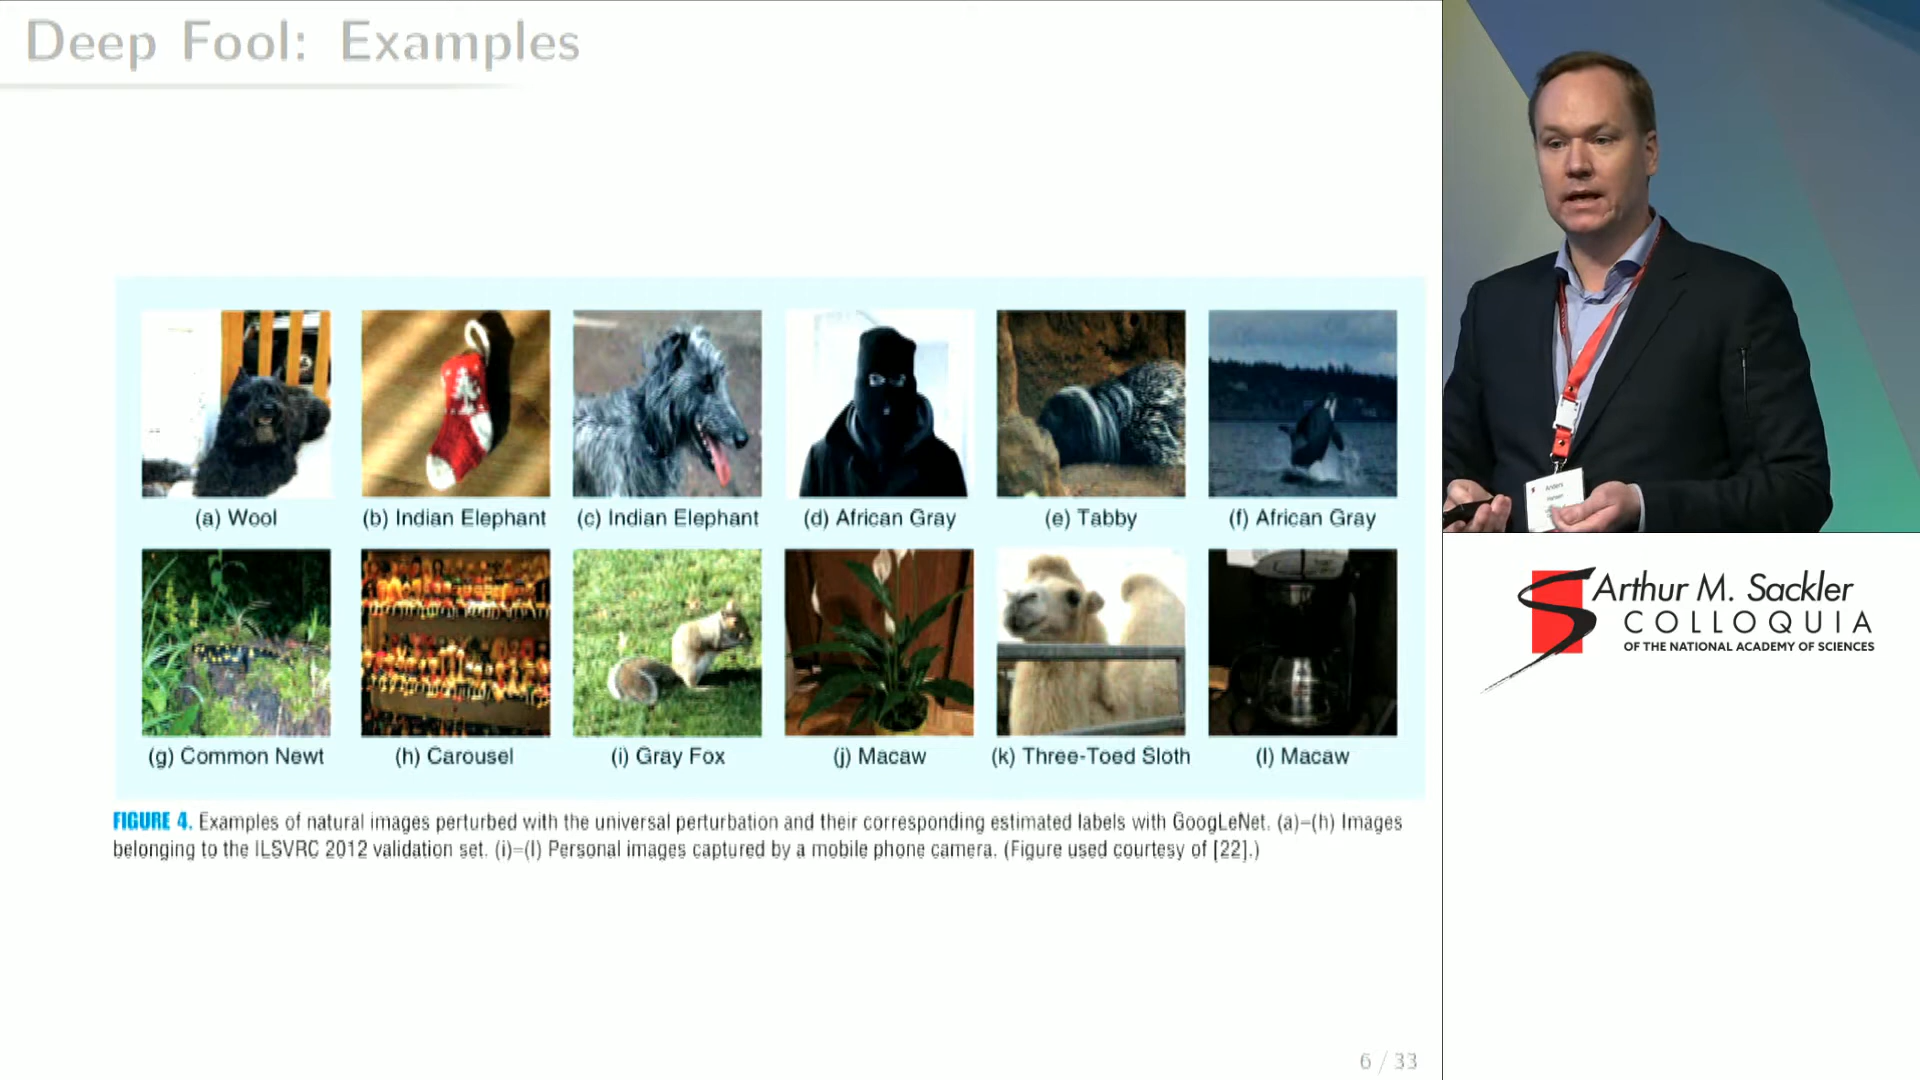 Deep Fool: Examples
(a) Wool
(b) Indian Elephant
(c) Indian Elephant
(d) African Gray
(e) Tabby
(f) African Gray
(g) Common Newt
(h) Carousel
(i) Gray Fox
(j) Macaw
(k) Three-Toed Sloth
(l) Macaw
FIGURE 4. Examples of natural images perturbed with the universal perturbation and their corresponding estimated labels with GoogLeNet. (a)–(h) Images
belonging to the ILSVRC 2012 validation set. (i)–(l) Personal images captured by a mobile phone camera. (Figure used courtesy of [22].)
6 / 33
Anders
Arthur M. Sackler
COLLOQUIA
OF THE NATIONAL ACADEMY OF SCIENCES